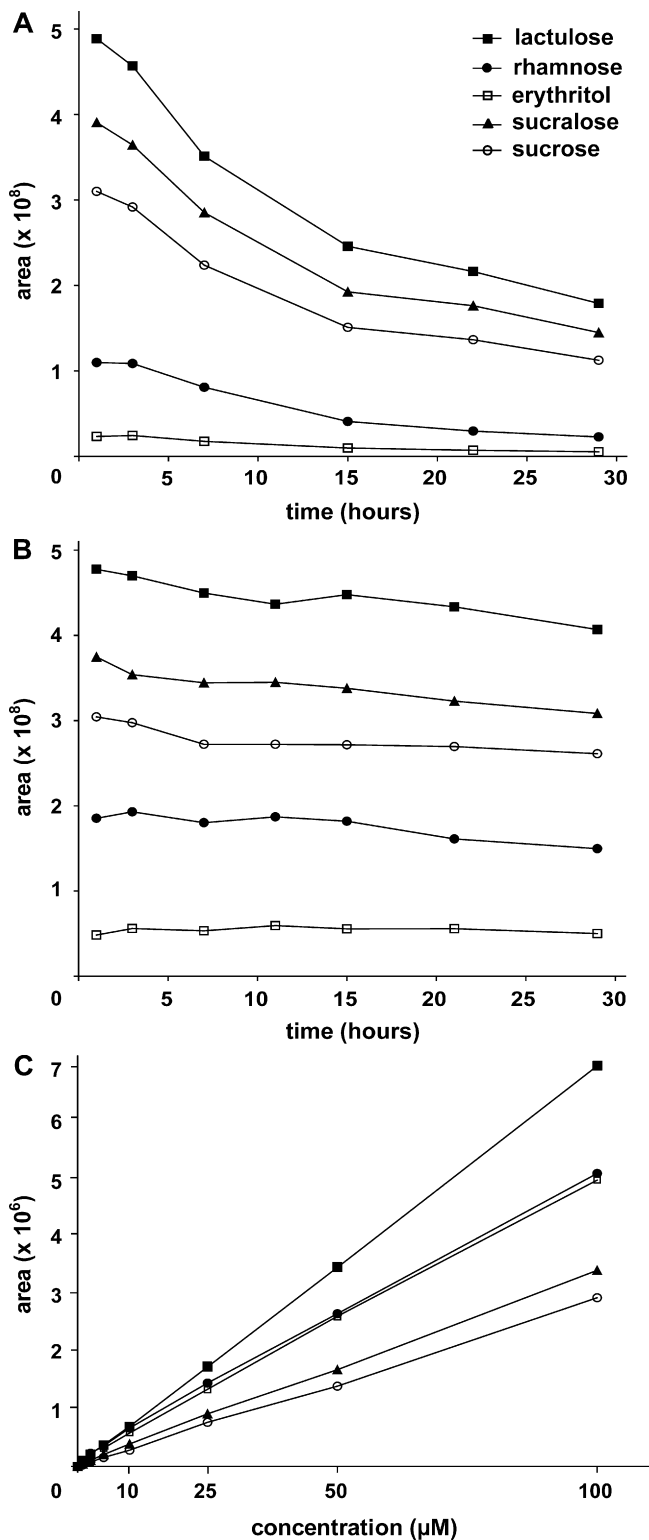 A
5
4
3
2
1
0
5
10
15
20
25
30
area (x 10⁸)
time (hours)
lactulose
rhamnose
erythritol
sucralose
sucrose
B
5
4
3
2
1
0
5
10
15
20
25
30
area (x 10⁸)
time (hours)
C
7
6
5
4
3
2
1
0
10
25
50
100
area (x 10⁶)
concentration (µM)